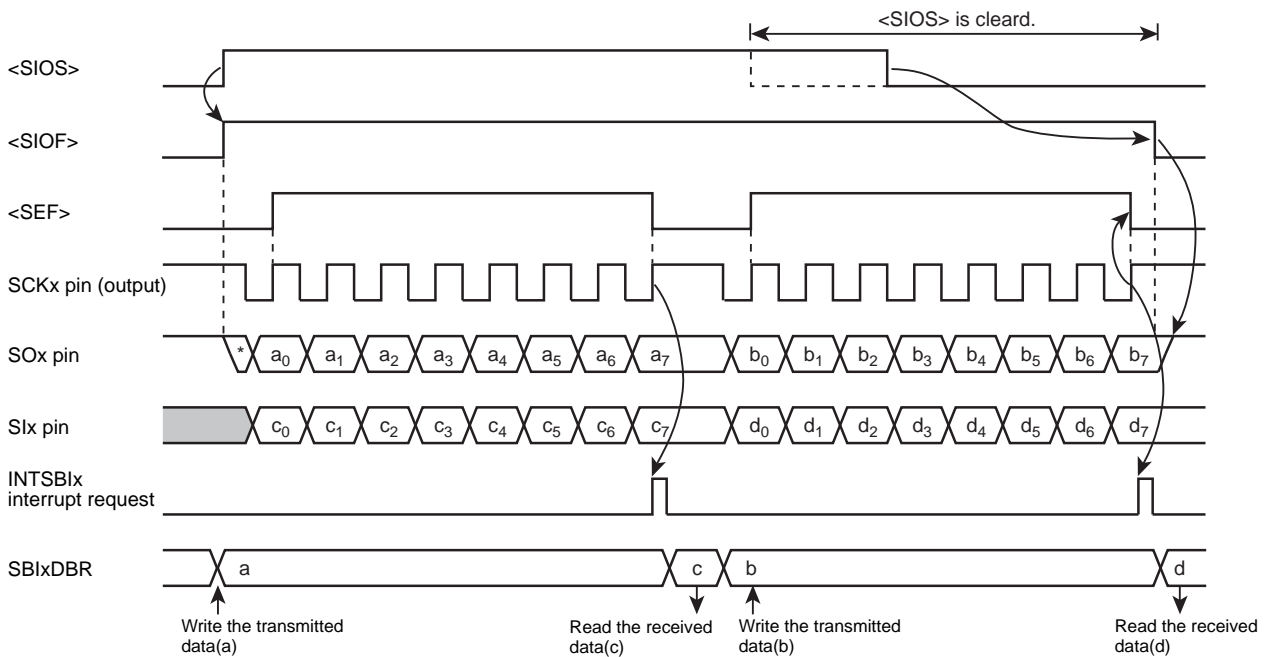 <SIOS> is cleard.
<SIOS>
<SIOF>
<SEF>
SCKx pin (output)
SOx pin
* a0 a1 a2 a3 a4 a5 a6 a7 b0 b1 b2 b3 b4 b5 b6 b7
SIx pin
c0 c1 c2 c3 c4 c5 c6 c7 d0 d1 d2 d3 d4 d5 d6 d7
INTSBIx
interrupt request
SBIxDBR
a c b d
Write the transmitted
data(a)
Read the received
data(c)
Write the transmitted
data(b)
Read the received
data(d)